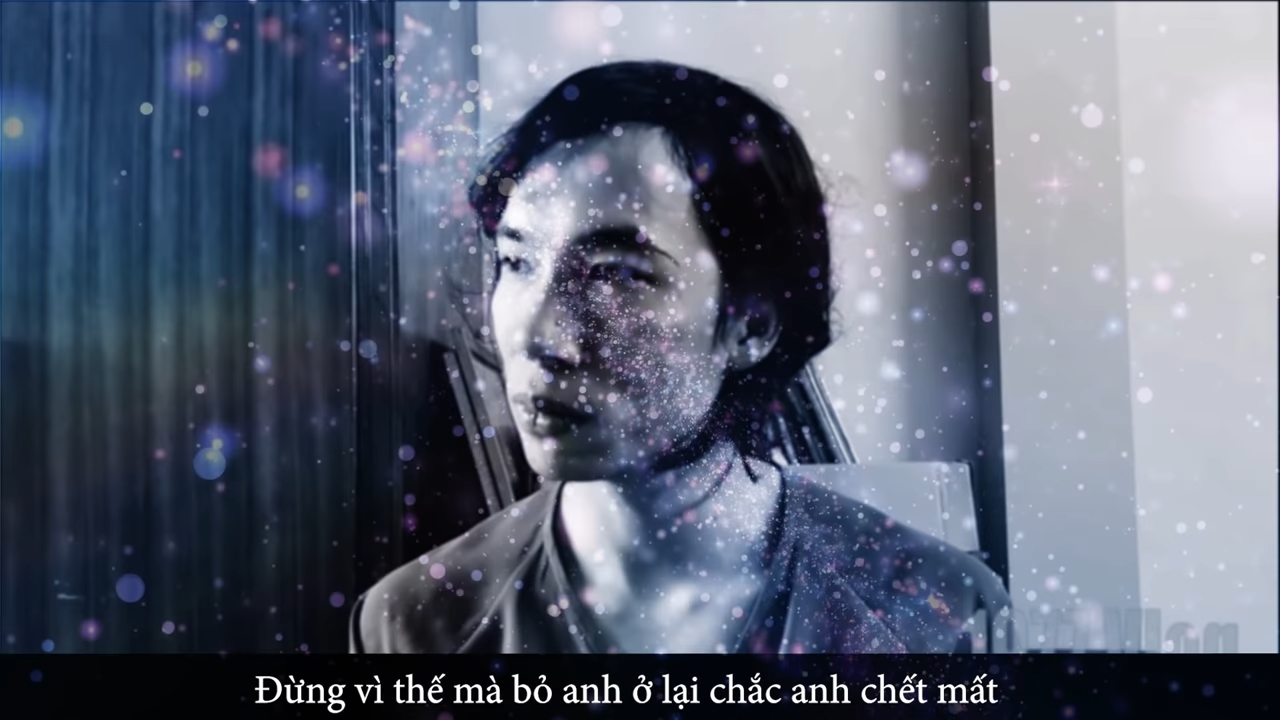 Đừng vì thế mà bỏ anh ở lại chắc anh chết mất